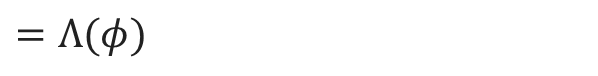 = Λ(𝜙)